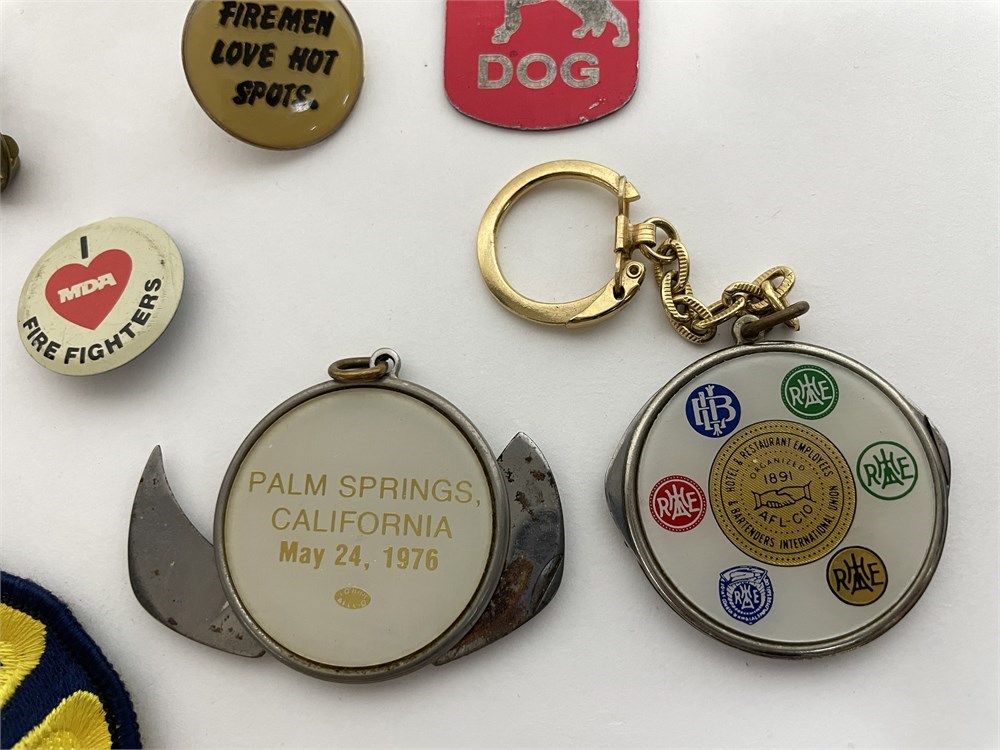 FIREMEN
LOVE HOT
SPOTS.
DOG
I
MDA
FIRE FIGHTERS
PALM SPRINGS,
CALIFORNIA
May 24, 1976
HOTEL & RESTAURANT EMPLOYEES
& BARTENDERS INTERNATIONAL UNION
ORGANIZED
1891
AFL-CIO